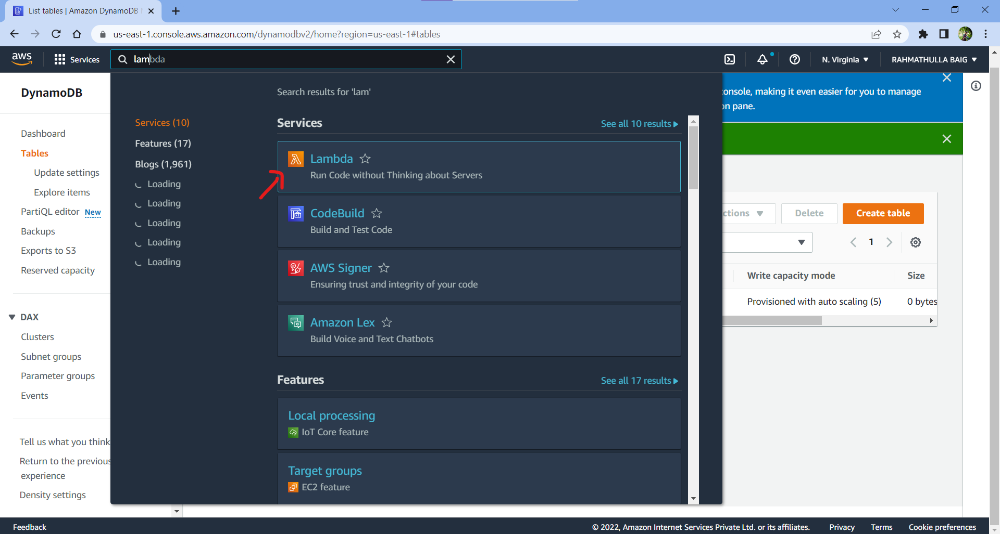 List tables | Amazon DynamoDB
us-east-1.console.aws.amazon.com/dynamodbv2/home?region=us-east-1#tables
aws
Services
lambda
N. Virginia
RAHMATHULLA BAIG
DynamoDB
Dashboard
Tables
Update settings
Explore items
PartiQL editor New
Backups
Exports to S3
Reserved capacity
DAX
Clusters
Subnet groups
Parameter groups
Events
Tell us what you think
Return to the previous
experience
Density settings
Search results for 'lam'
Services (10)
Features (17)
Blogs (1,961)
Loading
Loading
Loading
Loading
Loading
Services
See all 10 results
Lambda
Run Code without Thinking about Servers
CodeBuild
Build and Test Code
AWS Signer
Ensuring trust and integrity of your code
Amazon Lex
Build Voice and Text Chatbots
Features
See all 17 results
Local processing
IoT Core feature
Target groups
EC2 feature
console, making it even easier for you to manage
on pane.
ctions
Delete
Create table
1
Write capacity mode
Size
Provisioned with auto scaling (5)
0 bytes
Feedback
© 2022, Amazon Internet Services Private Ltd. or its affiliates.
Privacy
Terms
Cookie preferences